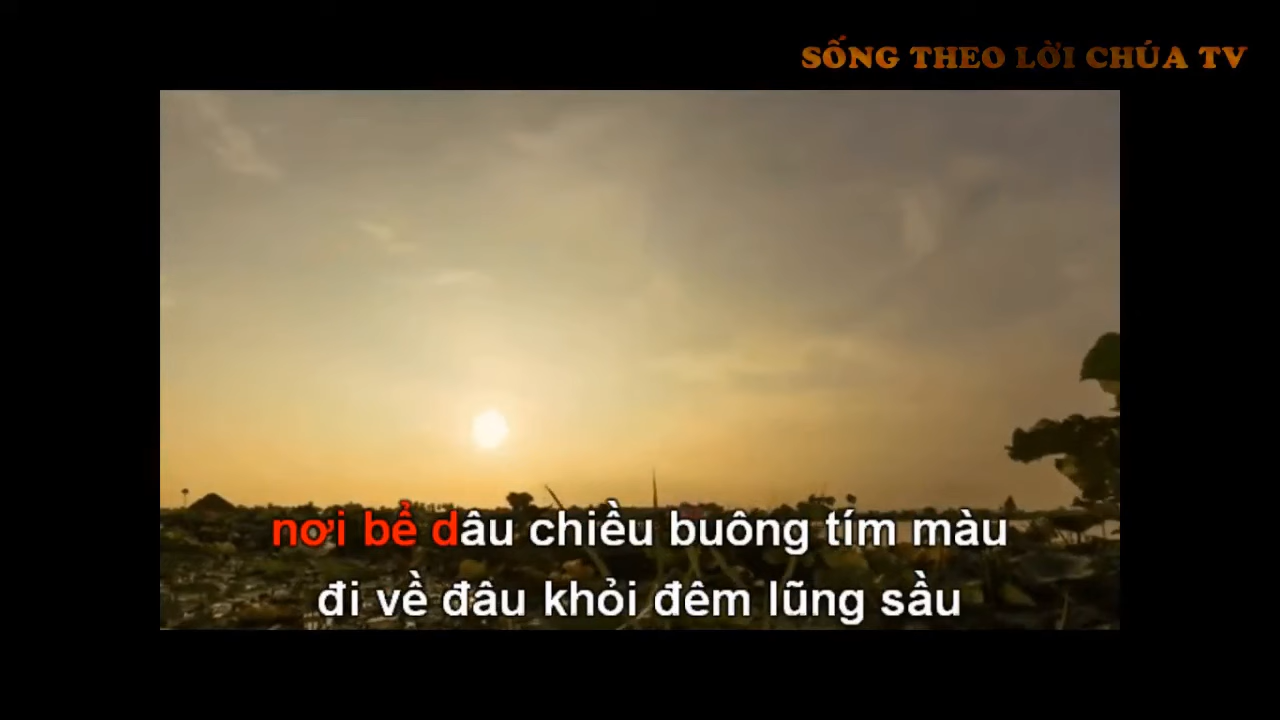 SỐNG THEO LỜI CHÚA TV
nơi bể dâu chiều buông tím màu
đi về đâu khỏi đêm lũng sầu